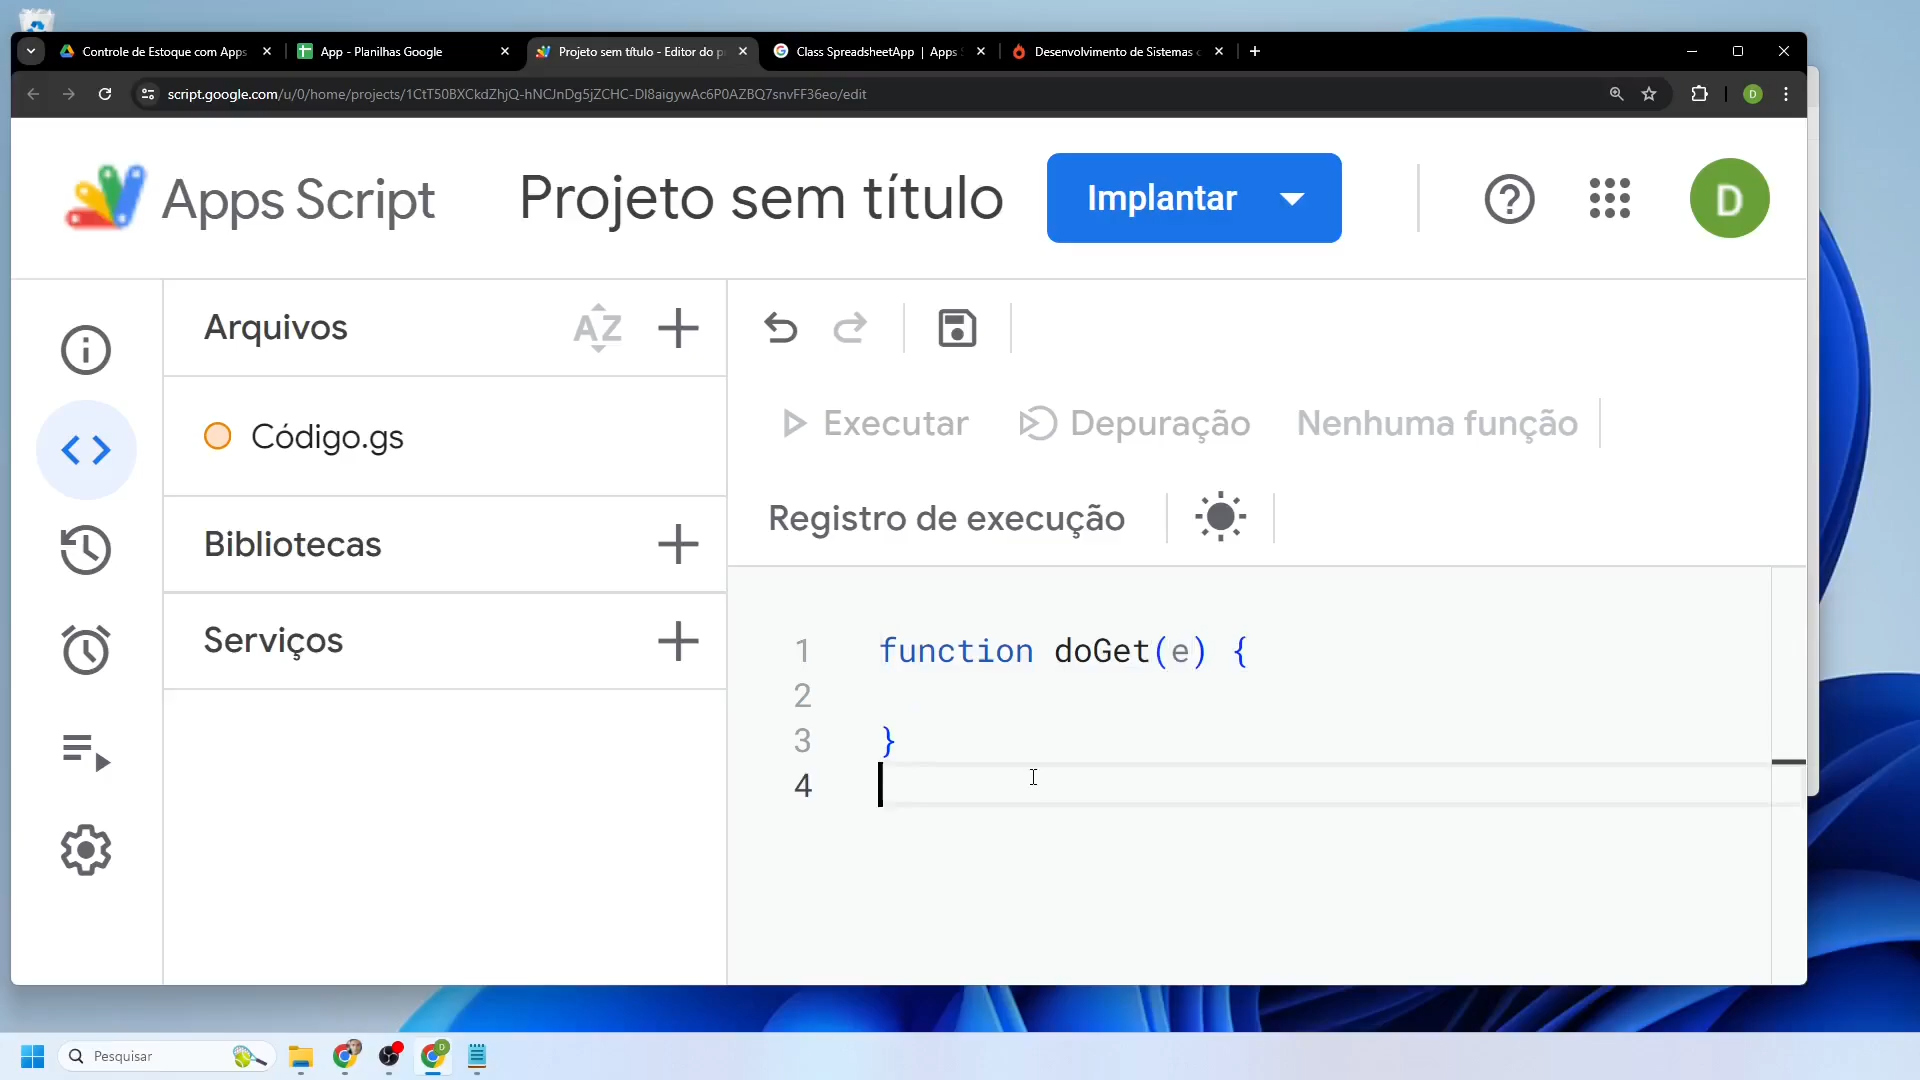 Controle de Estoque com Apps
App - Planilhas Google
Projeto sem título - Editor do p
Class SpreadsheetApp | Apps S
Desenvolvimento de Sistemas c
script.google.com/u/0/home/projects/1CtT50BXCkdZhjQ-hNCJnDg5jZCHC-Dl8aigywAc6P0AZBQ7snvFF36eo/edit
D
Apps Script
Projeto sem título
Implantar
D
Arquivos
AZ
Código.gs
Executar
Depuração
Nenhuma função
Bibliotecas
Registro de execução
Serviços
1 function doGet(e) {
2
3 }
4
Pesquisar
D